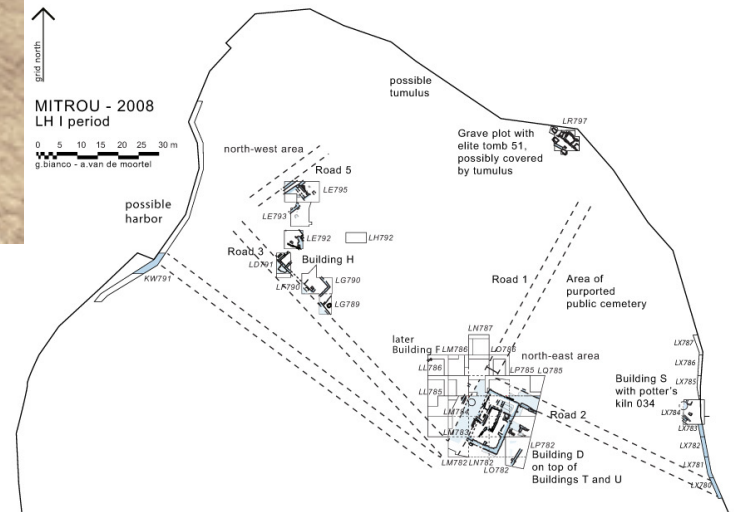 grid north
MITROU - 2008
LH I period
0 5 10 15 20 25 30 m
g.bianco - a.van de moortel
possible
tumulus
LR797
Grave plot with
elite tomb 51,
possibly covered
by tumulus
north-west area
Road 5
LE795
LE793
possible
harbor
LE792
LH792
Road 3
LD791
Building H
KW791
LF790
LG790
LG789
Road 1
Area of
purported
public cemetery
LN787
later
Building F
LM786
LO786
north-east area
LL786
LP785
LQ785
LL785
LM784
Road 2
LM783
LP782
LM782
LN782
LO782
Building D
on top of
Buildings T and U
LX787
LX786
LX785
Building S
with potter's
kiln 034
LX784
LX783
LX782
LX781
LX780